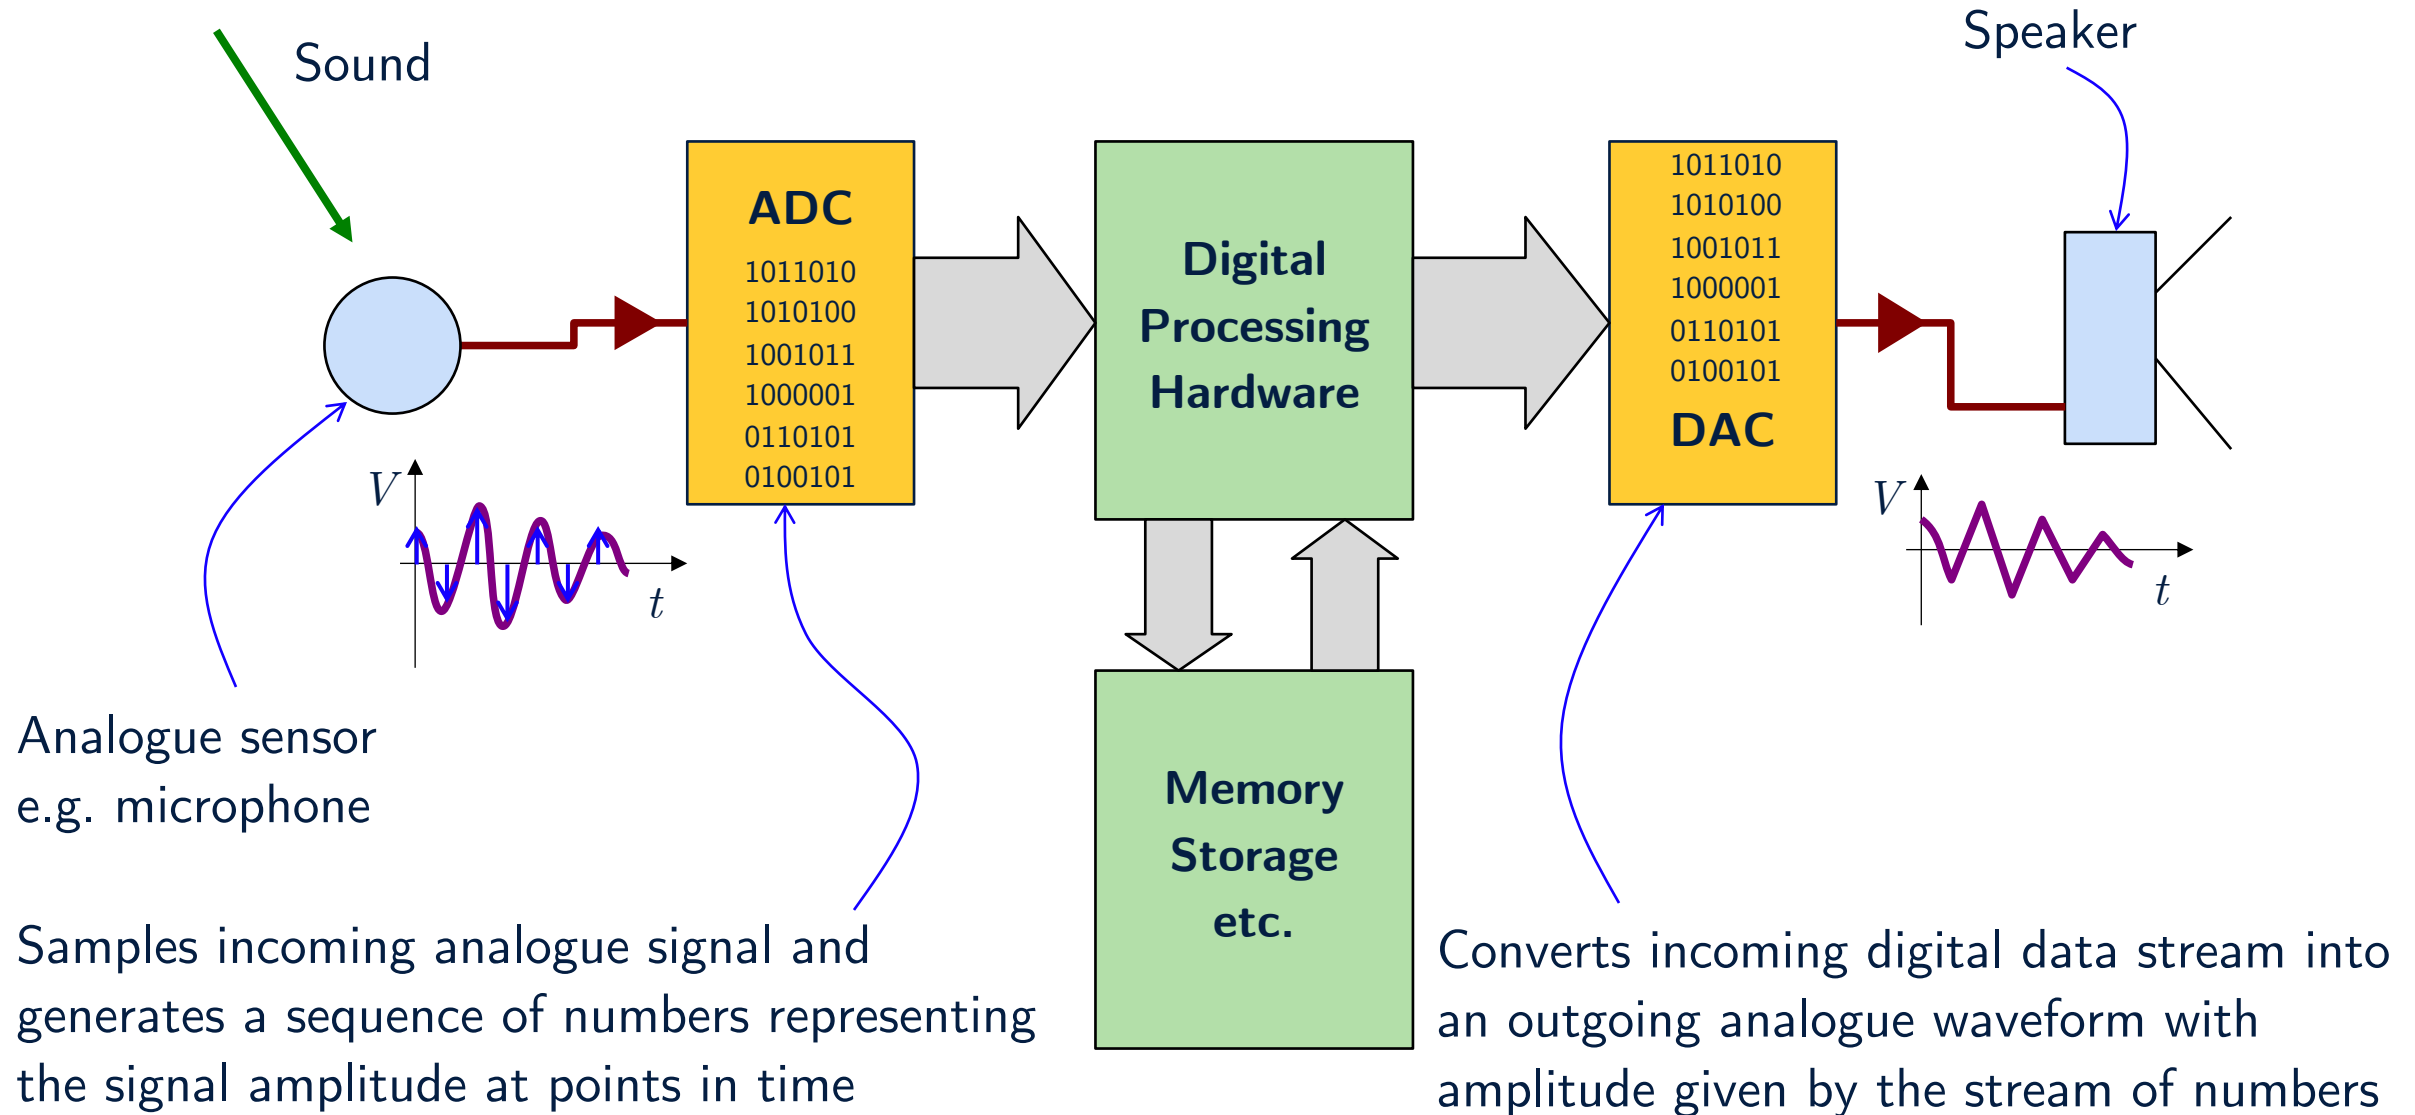 Sound
Speaker
ADC
1011010
1010100
1001011
1000001
0110101
0100101
Digital
Processing
Hardware
1011010
1010100
1001011
1000001
0110101
0100101
DAC
V
t
V
t
Analogue sensor
e.g. microphone
Memory
Storage
etc.
Samples incoming analogue signal and
generates a sequence of numbers representing
the signal amplitude at points in time
Converts incoming digital data stream into
an outgoing analogue waveform with
amplitude given by the stream of numbers